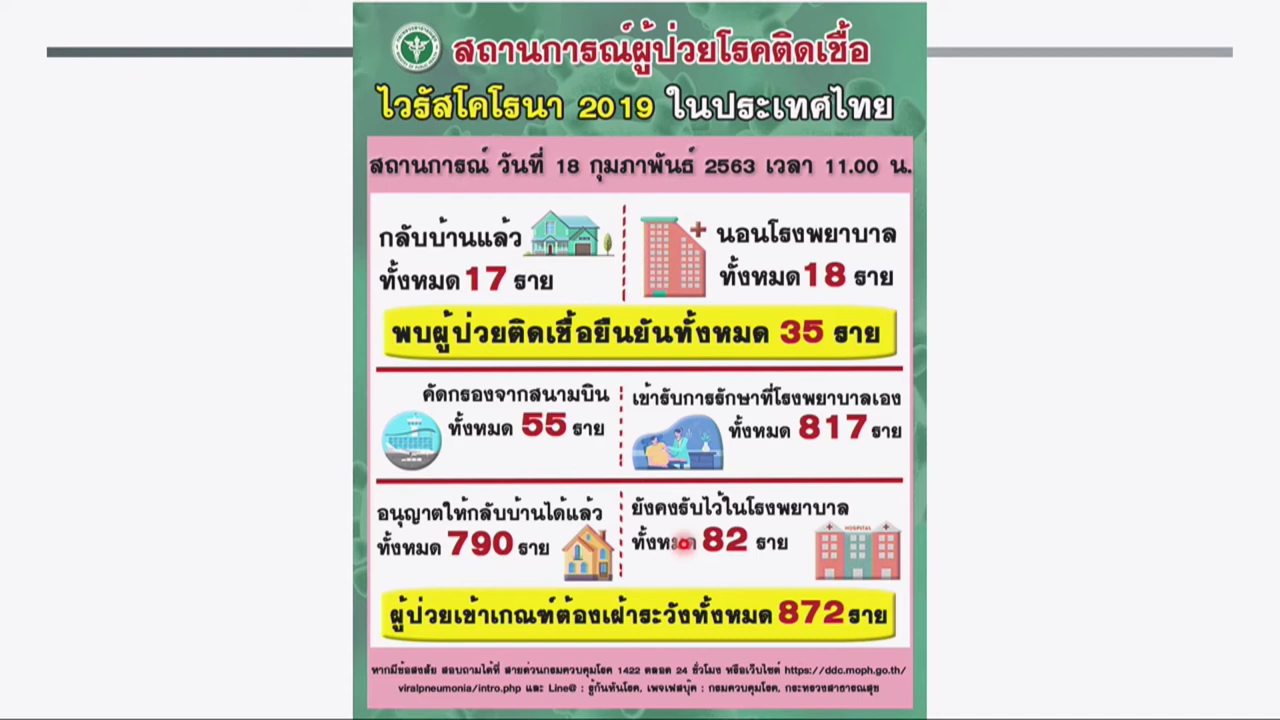 สถานการณ์ผู้ป่วยโรคติดเชื้อ
ไวรัสโคโรนา 2019 ในประเทศไทย
สถานการณ์ วันที่ 18 กุมภาพันธ์ 2563 เวลา 11.00 น.
กลับบ้านแล้ว
ทั้งหมด 17 ราย
นอนโรงพยาบาล
ทั้งหมด 18 ราย
พบผู้ป่วยติดเชื้อยืนยันทั้งหมด 35 ราย
คัดกรองจากสนามบิน
ทั้งหมด 55 ราย
เข้ารับการรักษาที่โรงพยาบาลเอง
ทั้งหมด 817 ราย
อนุญาตให้กลับบ้านได้แล้ว
ทั้งหมด 790 ราย
ยังคงรับไว้ในโรงพยาบาล
ทั้งหมด 82 ราย
HOSPITAL
ผู้ป่วยเข้าเกณฑ์ต้องเฝ้าระวังทั้งหมด 872 ราย
หากมีข้อสงสัย สอบถามได้ที่ สายด่วนกรมควบคุมโรค 1422 ตลอด 24 ชั่วโมง หรือเว็บไซต์ https://ddc.moph.go.th/
viralpneumonia/intro.php และ Line@ : รู้กันทันโรค, เพจเฟสบุ๊ค : กรมควบคุมโรค, กระทรวงสาธารณสุข